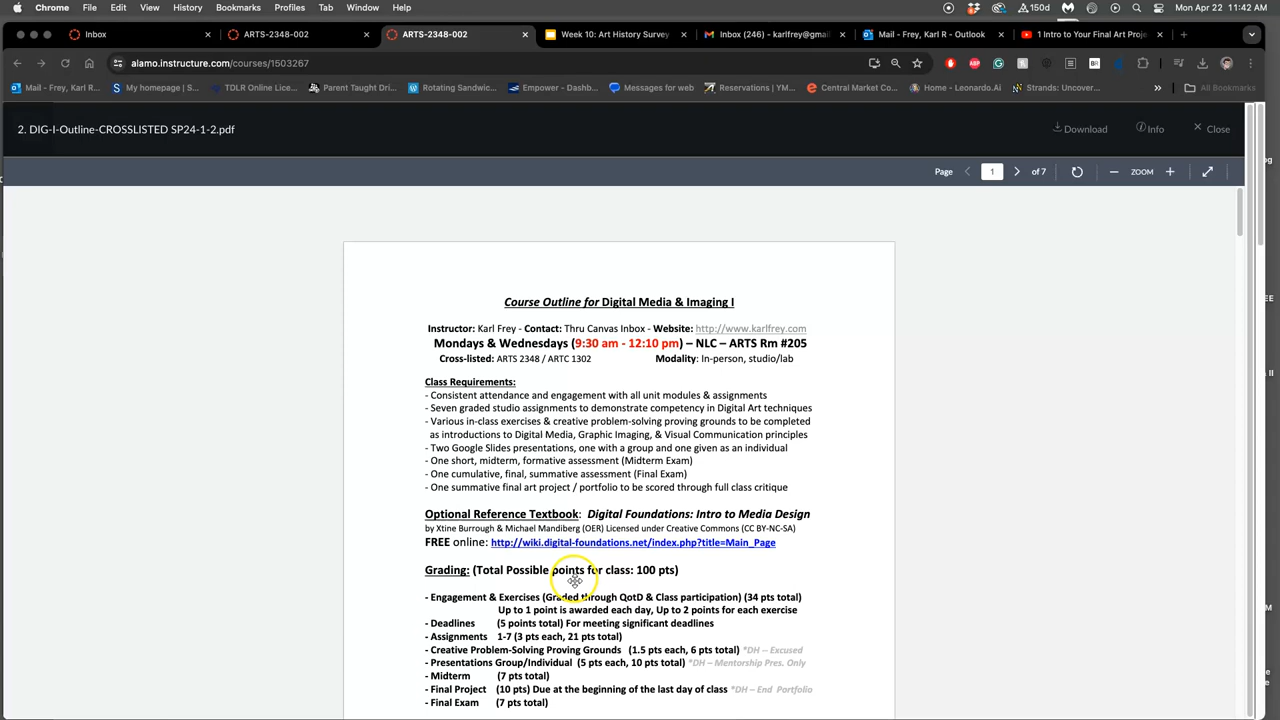 Chrome File Edit View History Bookmarks Profiles Tab Window Help 150d Mon Apr 22 11:42 AM
Inbox × ARTS-2348-002 × ARTS-2348-002 × Week 10: Art History Survey × Inbox (246) - karlfrey@gmai × Mail - Frey, Karl R - Outlook × 1 Intro to Your Final Art Proje × +
alamo.instructure.com/courses/1503267
Mail - Frey, Karl R... My homepage | S... TDLR Online Lice... Parent Taught Dri... Rotating Sandwic... Empower - Dashb... Messages for web Reservations | YM... Central Market Co... Home - Leonardo.Ai Strands: Uncover... » All Bookmarks
2. DIG-I-Outline-CROSSLISTED SP24-1-2.pdf
Download Info × Close
Page 1 of 7 ZOOM
Course Outline for Digital Media & Imaging I
Instructor: Karl Frey - Contact: Thru Canvas Inbox - Website: http://www.karlfrey.com
Mondays & Wednesdays (9:30 am - 12:10 pm) – NLC – ARTS Rm #205
Cross-listed: ARTS 2348 / ARTC 1302 Modality: In-person, studio/lab
Class Requirements:
- Consistent attendance and engagement with all unit modules & assignments
- Seven graded studio assignments to demonstrate competency in Digital Art techniques
- Various in-class exercises & creative problem-solving proving grounds to be completed
as introductions to Digital Media, Graphic Imaging, & Visual Communication principles
- Two Google Slides presentations, one with a group and one given as an individual
- One short, midterm, formative assessment (Midterm Exam)
- One cumulative, final, summative assessment (Final Exam)
- One summative final art project / portfolio to be scored through full class critique
Optional Reference Textbook: Digital Foundations: Intro to Media Design
by Xtine Burrough & Michael Mandiberg (OER) Licensed under Creative Commons (CC BY-NC-SA)
FREE online: http://wiki.digital-foundations.net/index.php?title=Main_Page
Grading: (Total Possible points for class: 100 pts)
- Engagement & Exercises (Graded through QotD & Class participation) (34 pts total)
Up to 1 point is awarded each day, Up to 2 points for each exercise
- Deadlines (5 points total) For meeting significant deadlines
- Assignments 1-7 (3 pts each, 21 pts total)
- Creative Problem-Solving Proving Grounds (1.5 pts each, 6 pts total) *DH – Excused
- Presentations Group/Individual (5 pts each, 10 pts total) *DH – Mentorship Pres. Only
- Midterm (7 pts total)
- Final Project (10 pts) Due at the beginning of the last day of class *DH – End Portfolio
- Final Exam (7 pts total)